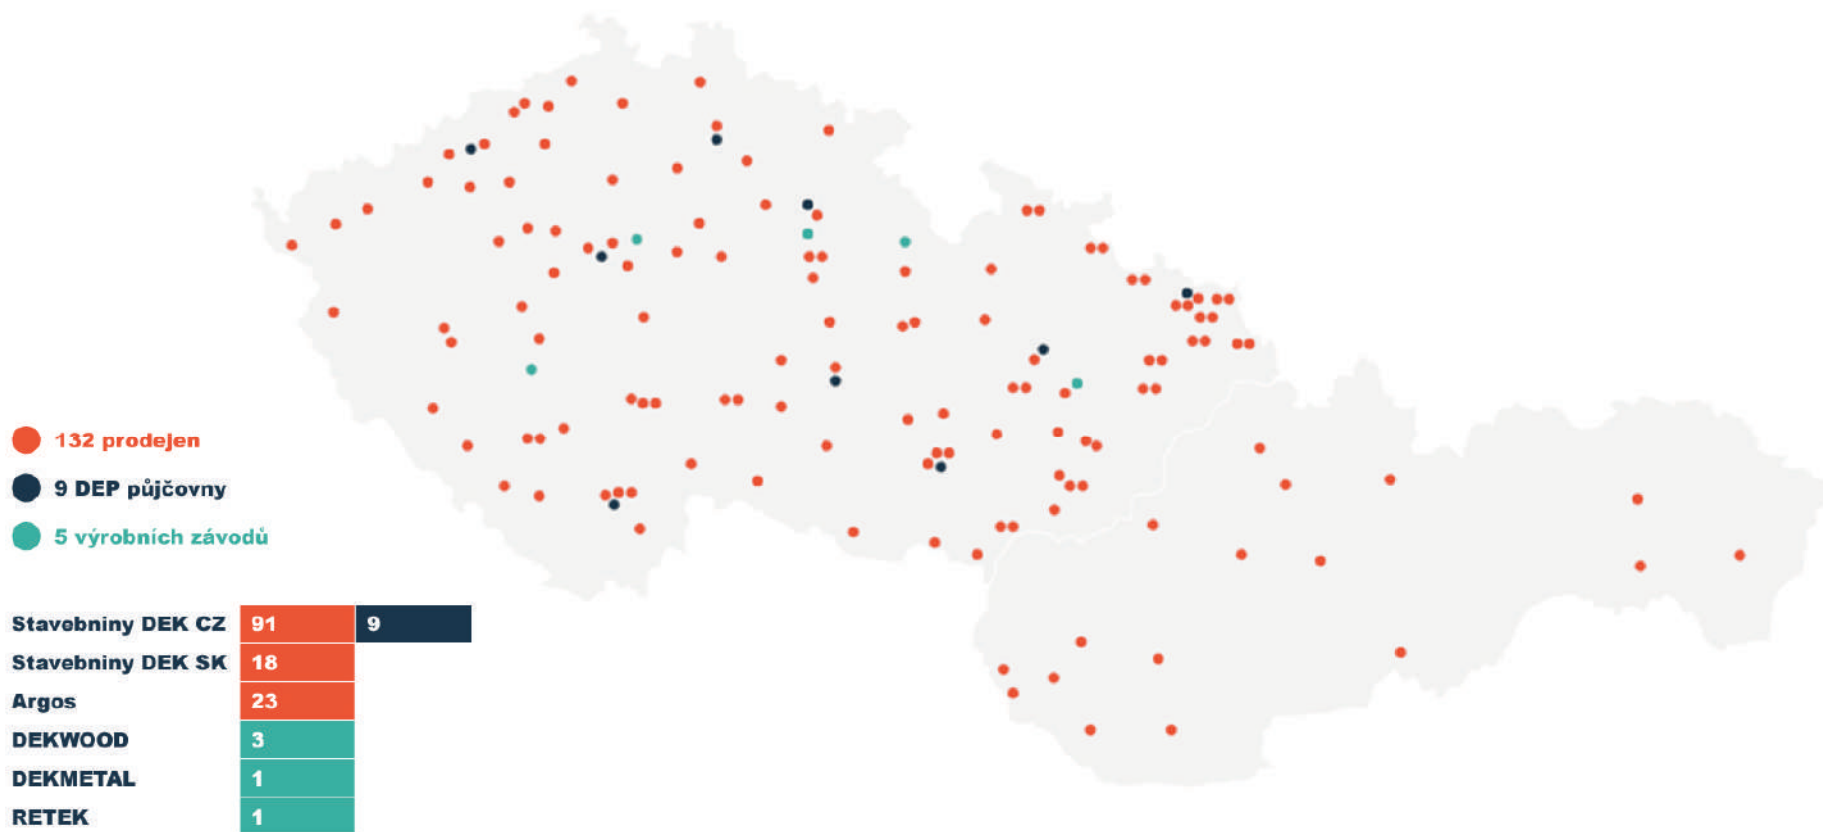 132 prodejen
9 DEP půjčovny
5 výrobních závodů
Stavebniny DEK CZ 91 9
Stavebniny DEK SK 18
Argos 23
DEKWOOD 3
DEKMETAL 1
RETEK 1